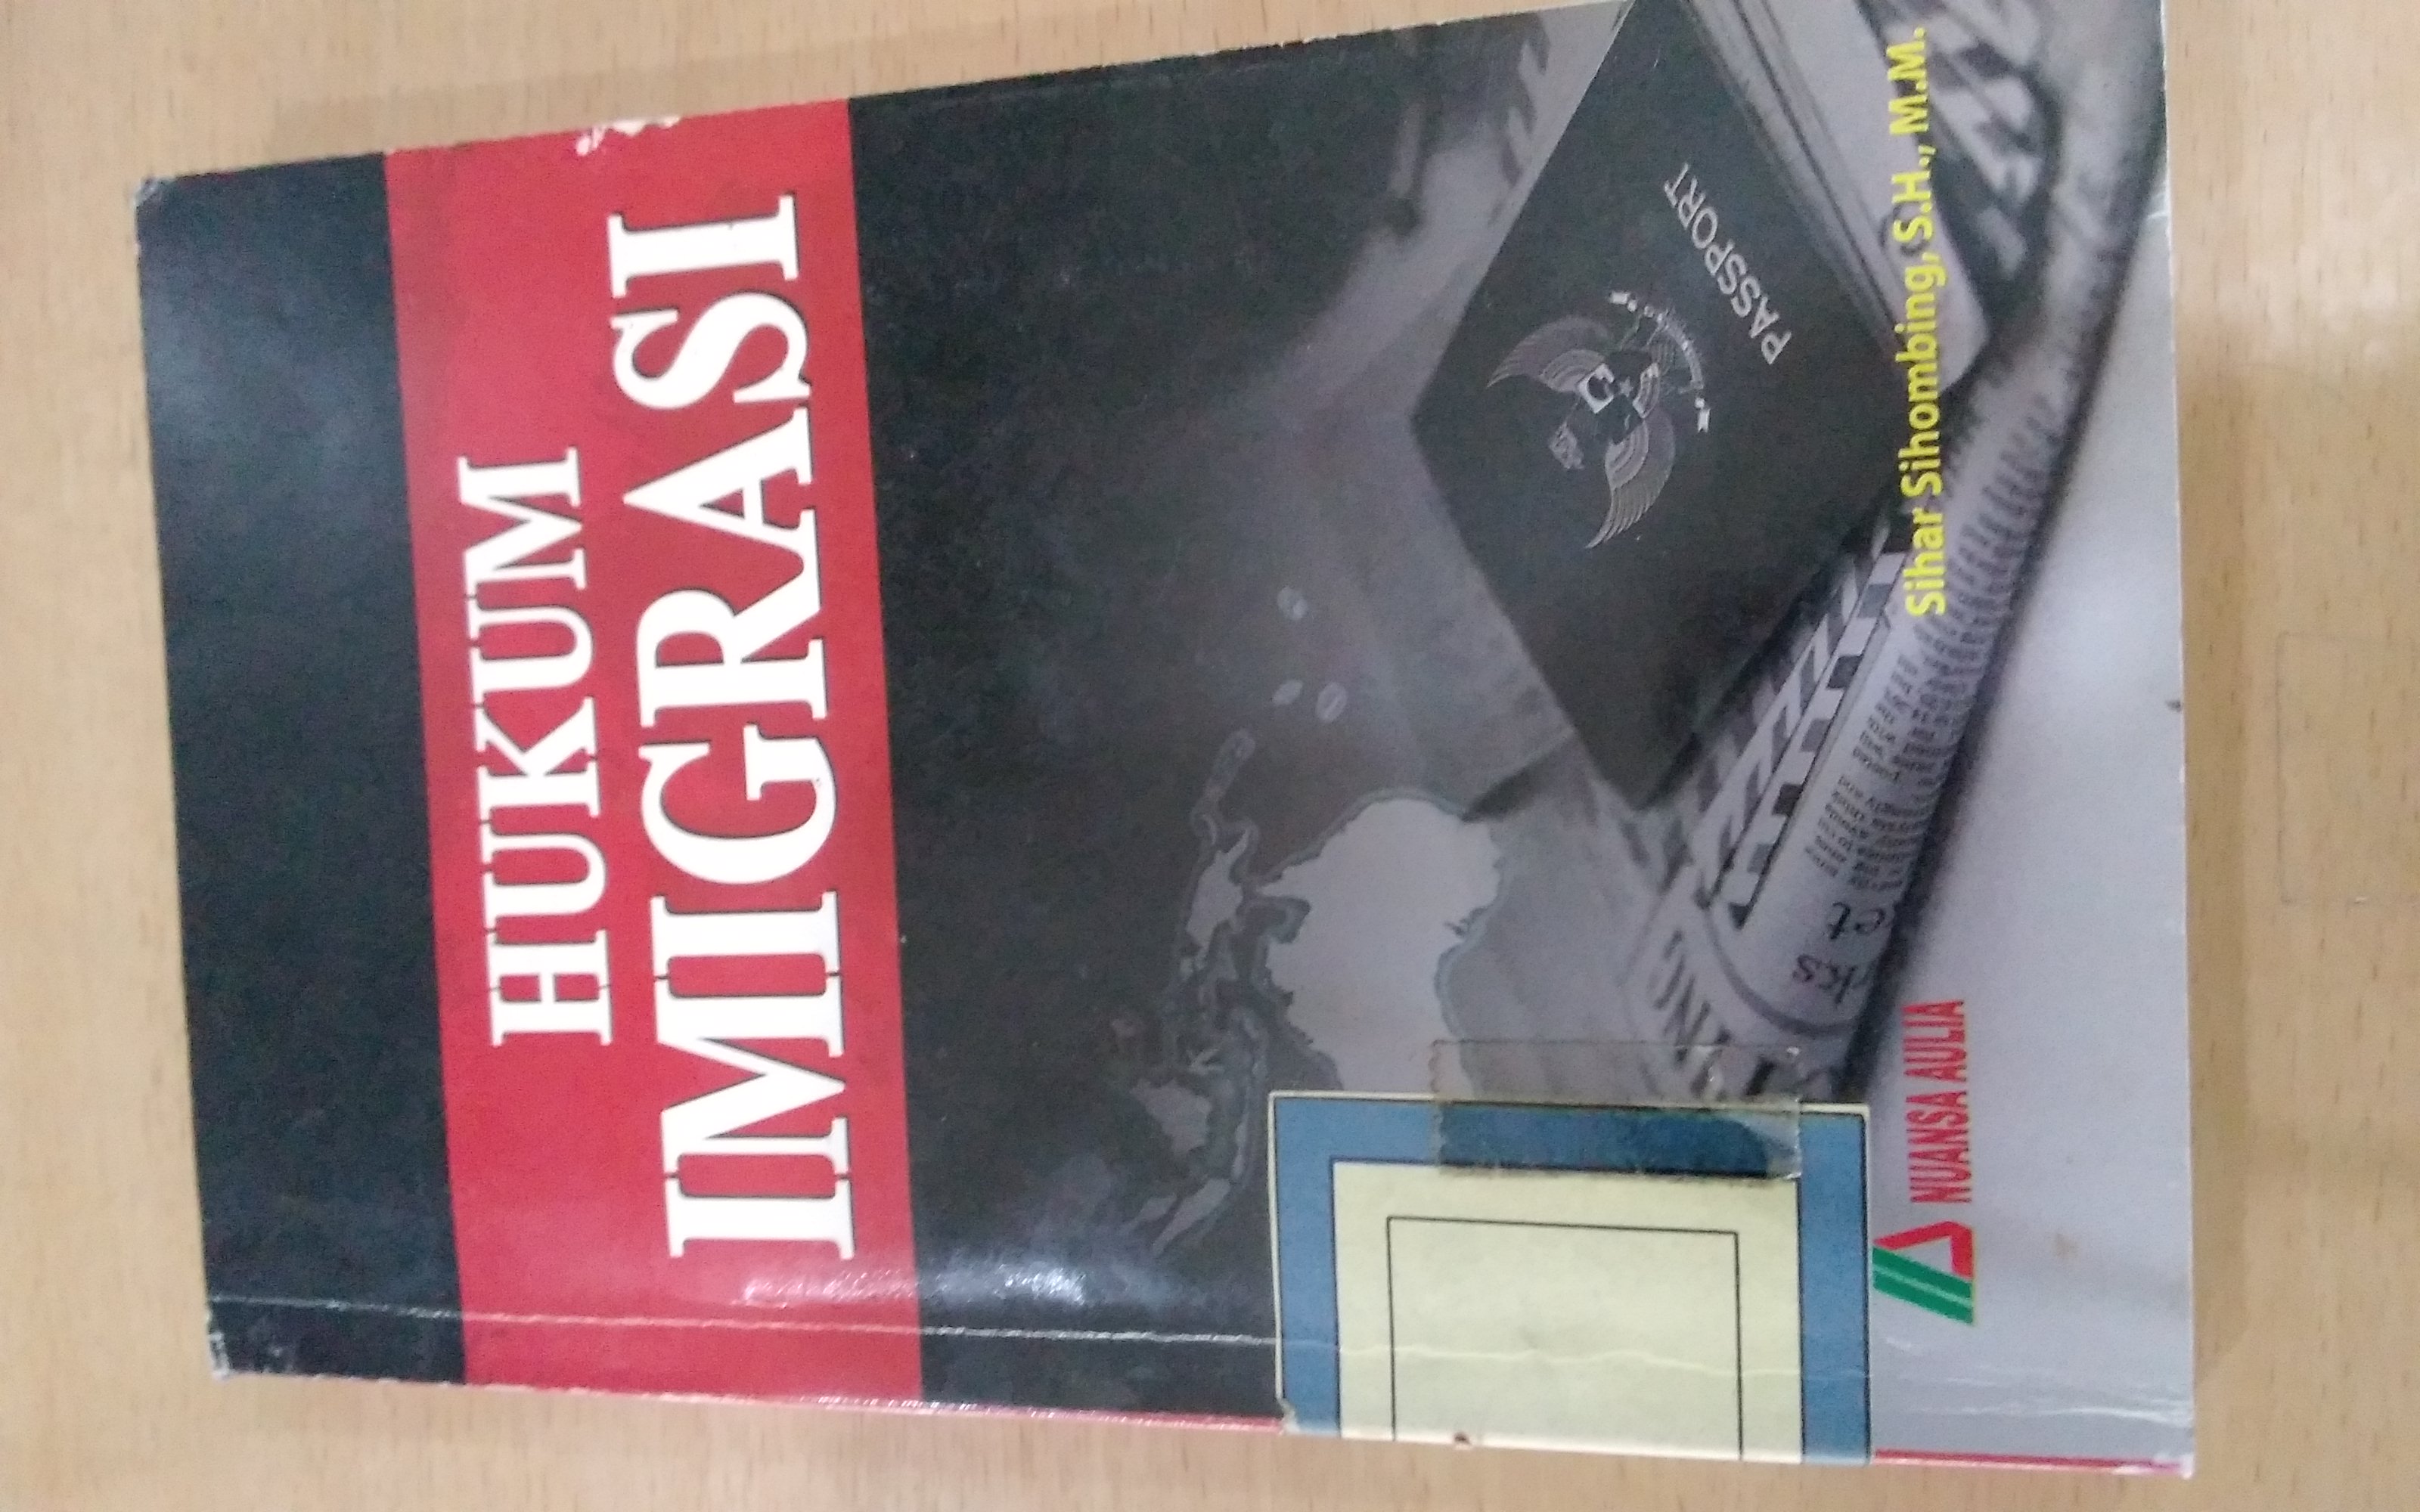 HUKUM
IMIGRASI
PASSPORT
Sihar Sihombing, S.H., M.M.
NUANSA AULIA